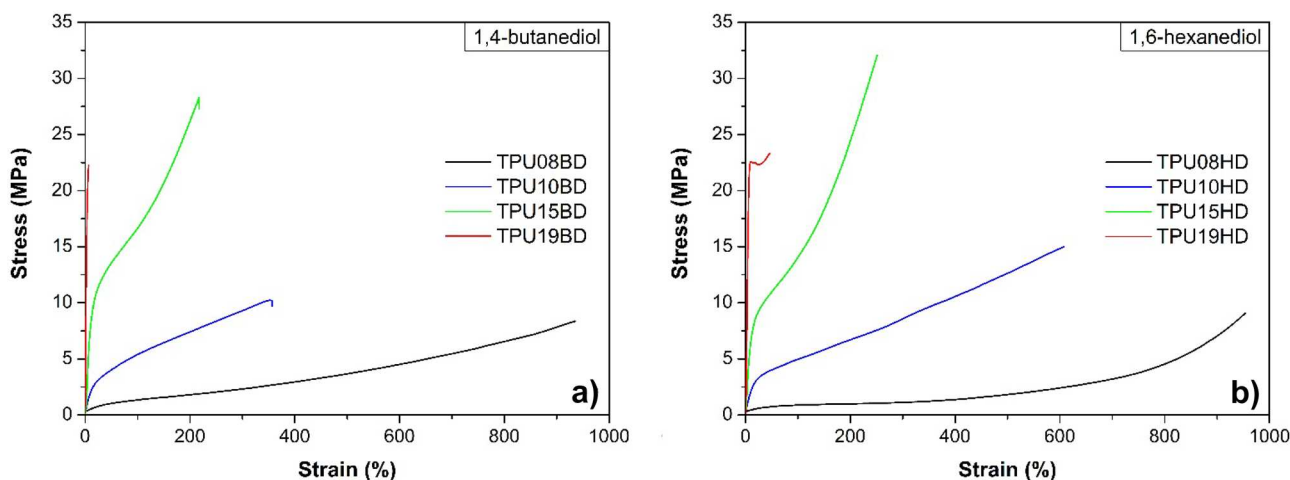 35
30
25
20
15
10
5
0
Stress (MPa)
1,4-butanediol
TPU08BD
TPU10BD
TPU15BD
TPU19BD
a)
0 200 400 600 800 1000
Strain (%)
35
30
25
20
15
10
5
0
Stress (MPa)
1,6-hexanediol
TPU08HD
TPU10HD
TPU15HD
TPU19HD
b)
0 200 400 600 800 1000
Strain (%)